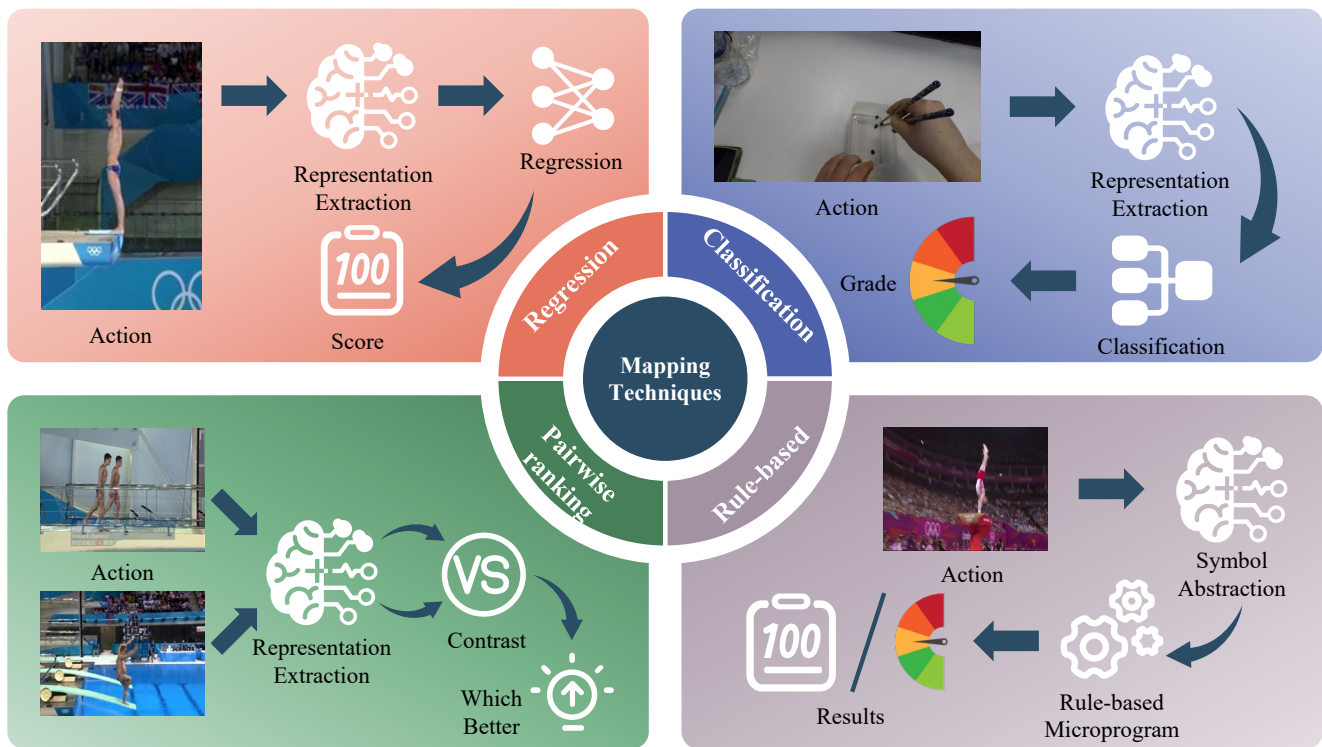 Action
Representation
Extraction
Regression
100
Score
Regression
Action
Representation
Extraction
Grade
Classification
Classification
Mapping
Techniques
Pairwise
ranking
Action
Representation
Extraction
VS
Contrast
Which
Better
Rule-based
Action
Symbol
Abstraction
100
Results
Rule-based
Microprogram